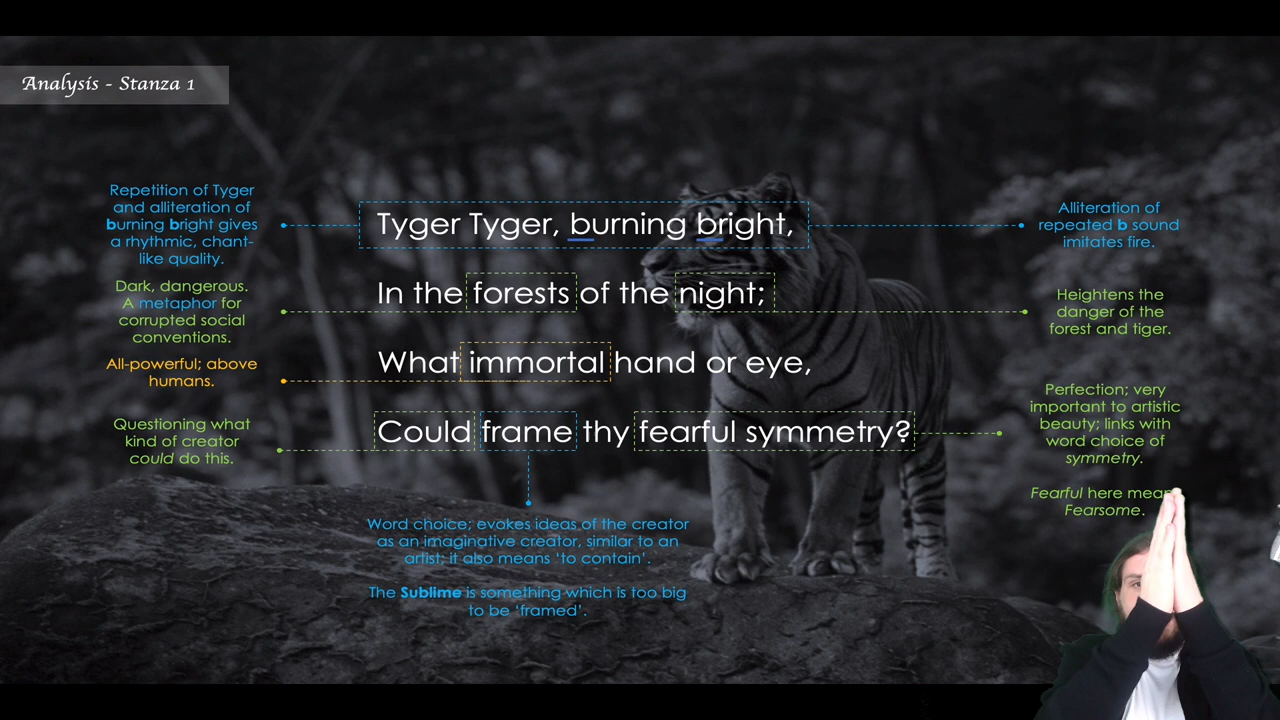 Analysis - Stanza 1
Repetition of Tyger
and alliteration of
burning bright gives
a rhythmic, chant-
like quality.
Tyger Tyger, burning bright,
Alliteration of
repeated b sound
imitates fire.
Dark, dangerous.
A metaphor for
corrupted social
conventions.
In the forests of the night;
Heightens the
danger of the
forest and tiger.
All-powerful; above
humans.
What immortal hand or eye,
Questioning what
kind of creator
could do this.
Could frame thy fearful symmetry?
Perfection; very
important to artistic
beauty; links with
word choice of
symmetry.
Fearful here mean
Fearsome.
Word choice; evokes ideas of the creator
as an imaginative creator, similar to an
artist; it also means ‘to contain’.
The Sublime is something which is too big
to be ‘framed’.